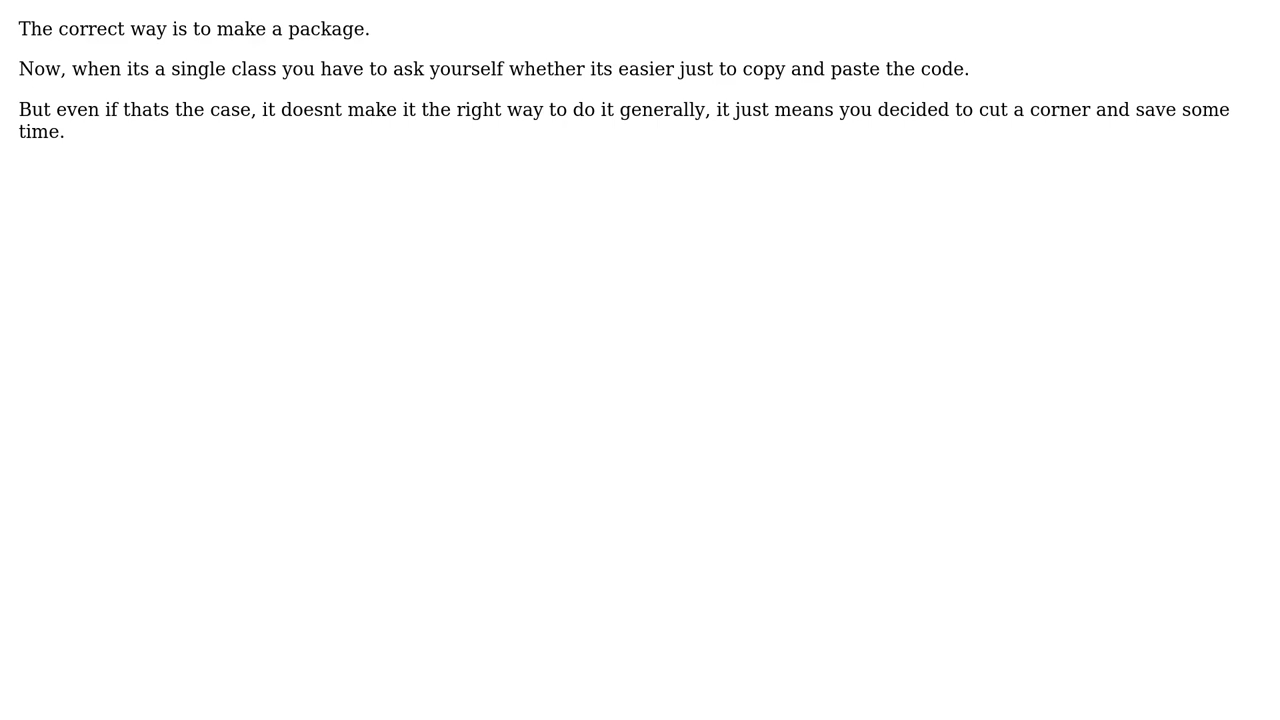 The correct way is to make a package.
Now, when its a single class you have to ask yourself whether its easier just to copy and paste the code.
But even if thats the case, it doesnt make it the right way to do it generally, it just means you decided to cut a corner and save some
time.